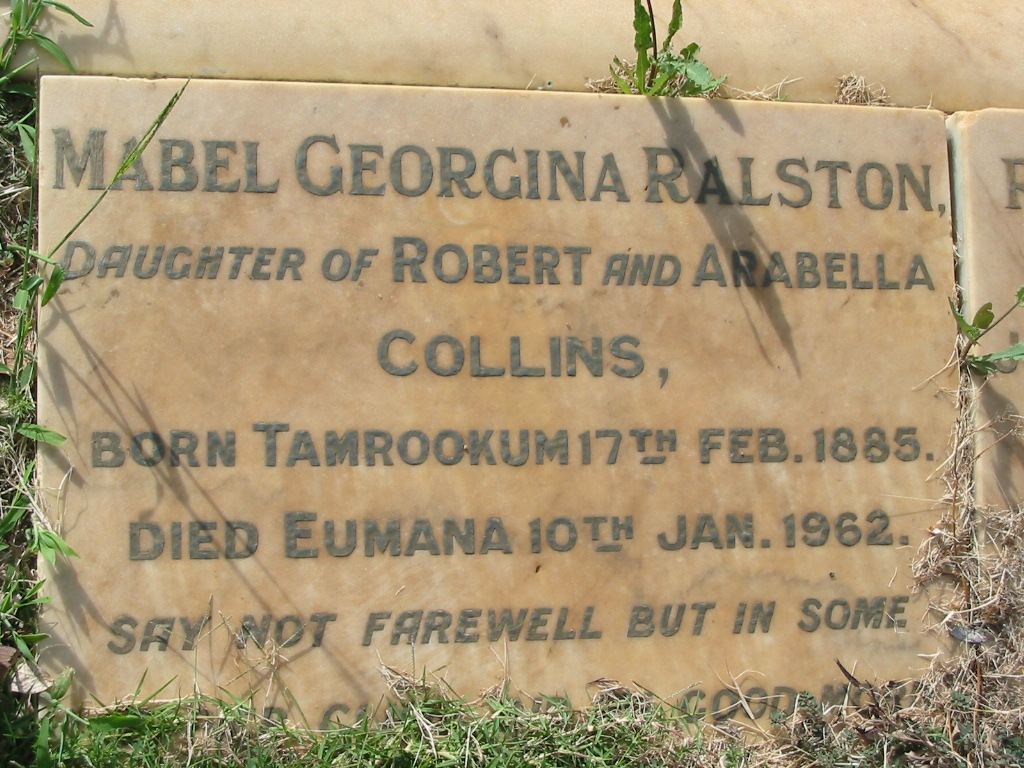 MABEL GEORGINA RALSTON,
DAUGHTER OF ROBERT AND ARABELLA
COLLINS,
BORN TAMROOKUM 17TH FEB. 1885.
DIED EUMANA 10TH JAN. 1962.
SAY NOT FAREWELL BUT IN SOME
GOOD